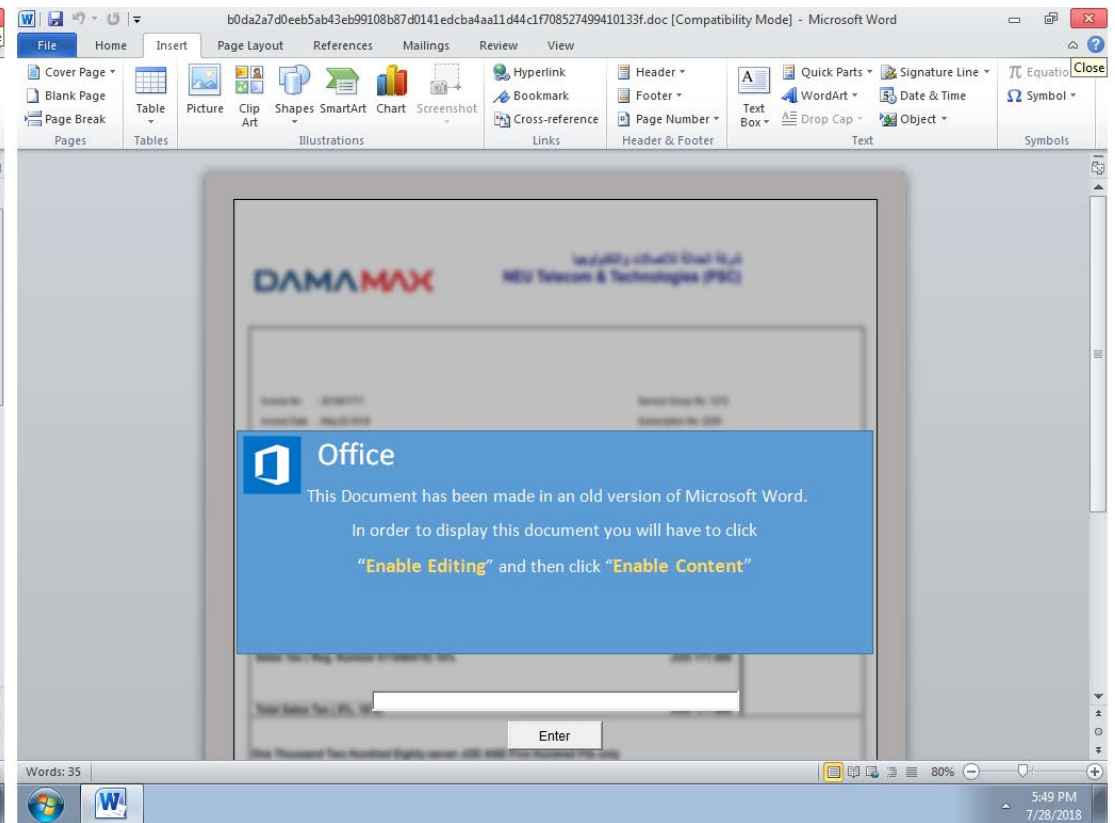 b0da2a7d0eeb5ab43eb99108b87d0141edcba4aa11d44c1f708527499410133f.doc [Compatibility Mode] - Microsoft Word
File Home Insert Page Layout References Mailings Review View
Close
Cover Page
Blank Page
Page Break
Pages
Table
Tables
Picture
Clip Art
Shapes
SmartArt
Chart
Screenshot
Illustrations
Hyperlink
Bookmark
Cross-reference
Links
Header
Footer
Page Number
Header & Footer
Text Box
Quick Parts
WordArt
Drop Cap
Signature Line
Date & Time
Object
Text
Equatio
Symbol
Symbols
DAMAMAX
NEU Telecom & Technologies (PSC)
Office
This Document has been made in an old version of Microsoft Word.
In order to display this document you will have to click
“Enable Editing” and then click “Enable Content”
Enter
Words: 35
80%
5:49 PM
7/28/2018